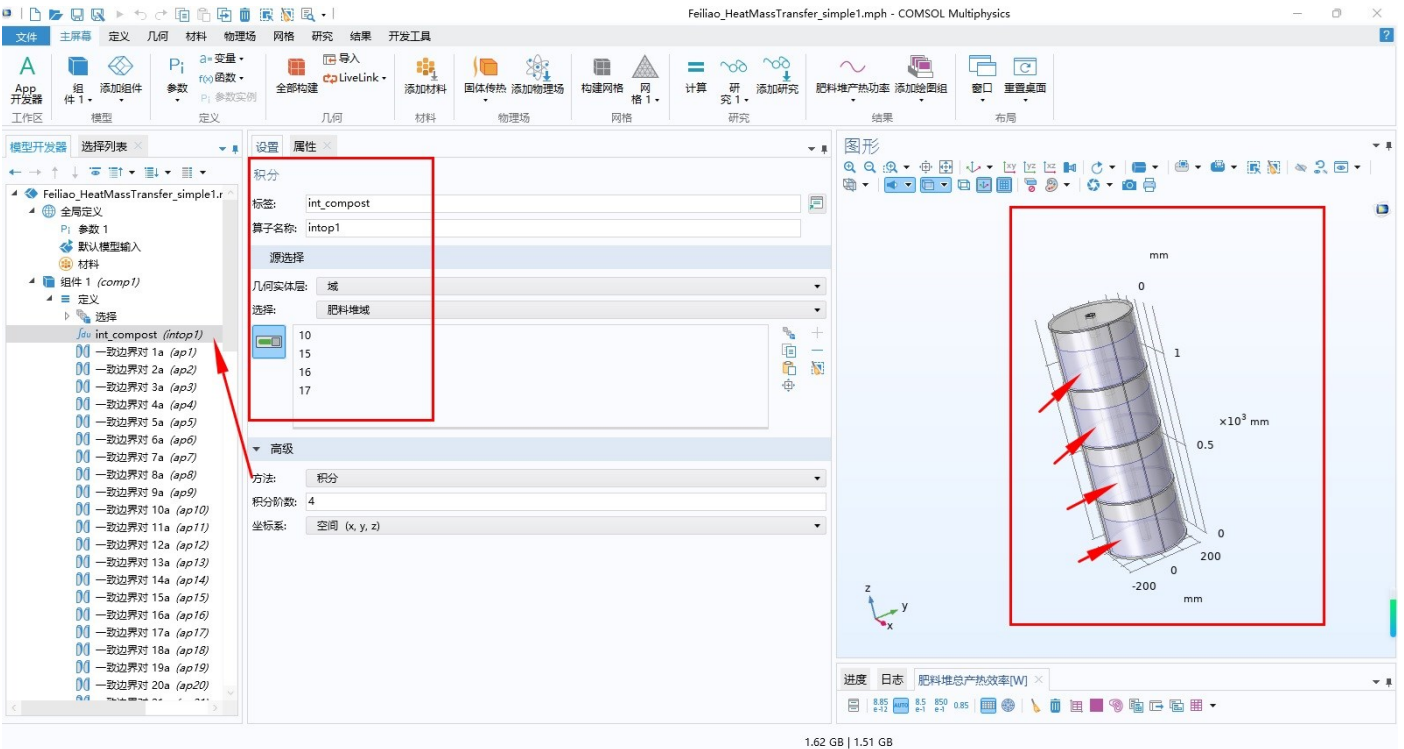 Feiliao_HeatMassTransfer_simple1.mph - COMSOL Multiphysics
文件 主屏幕 定义 几何 材料 物理场 网格 研究 结果 开发工具
A App 开发器
组件 1
添加组件
Pi 参数
a= 变量
f(x) 函数
Pi 参数实例
全部构建
导入
LiveLink
添加材料
固体传热
添加物理场
构建网格
网格 1
计算
研究 1
添加研究
肥料堆产热功率
添加绘图组
窗口
重置桌面
工作区 模型 定义 几何 材料 物理场 网格 研究 结果 布局
模型开发器 选择列表
Feiliao_HeatMassTransfer_simple1.r
全局定义
Pi 参数 1
默认模型输入
材料
组件 1 (comp1)
定义
选择
∫du int_compost (intop1)
一致边界对 1a (ap1)
一致边界对 2a (ap2)
一致边界对 3a (ap3)
一致边界对 4a (ap4)
一致边界对 5a (ap5)
一致边界对 6a (ap6)
一致边界对 7a (ap7)
一致边界对 8a (ap8)
一致边界对 9a (ap9)
一致边界对 10a (ap10)
一致边界对 11a (ap11)
一致边界对 12a (ap12)
一致边界对 13a (ap13)
一致边界对 14a (ap14)
一致边界对 15a (ap15)
一致边界对 16a (ap16)
一致边界对 17a (ap17)
一致边界对 18a (ap18)
一致边界对 19a (ap19)
一致边界对 20a (ap20)
设置 属性
积分
标签: int_compost
算子名称: intop1
源选择
几何实体层: 域
选择: 肥料堆域
10
15
16
17
高级
方法: 积分
积分阶数: 4
坐标系: 空间 (x, y, z)
图形
xy yz xz
mm
0
1
×10³ mm
0.5
0
200
0
-200
mm
z
y
x
进度 日志 肥料堆总产热效率[W]
8.85 e-12 AUTO 8.5 e-1 850 e-1 0.85
1.62 GB | 1.51 GB